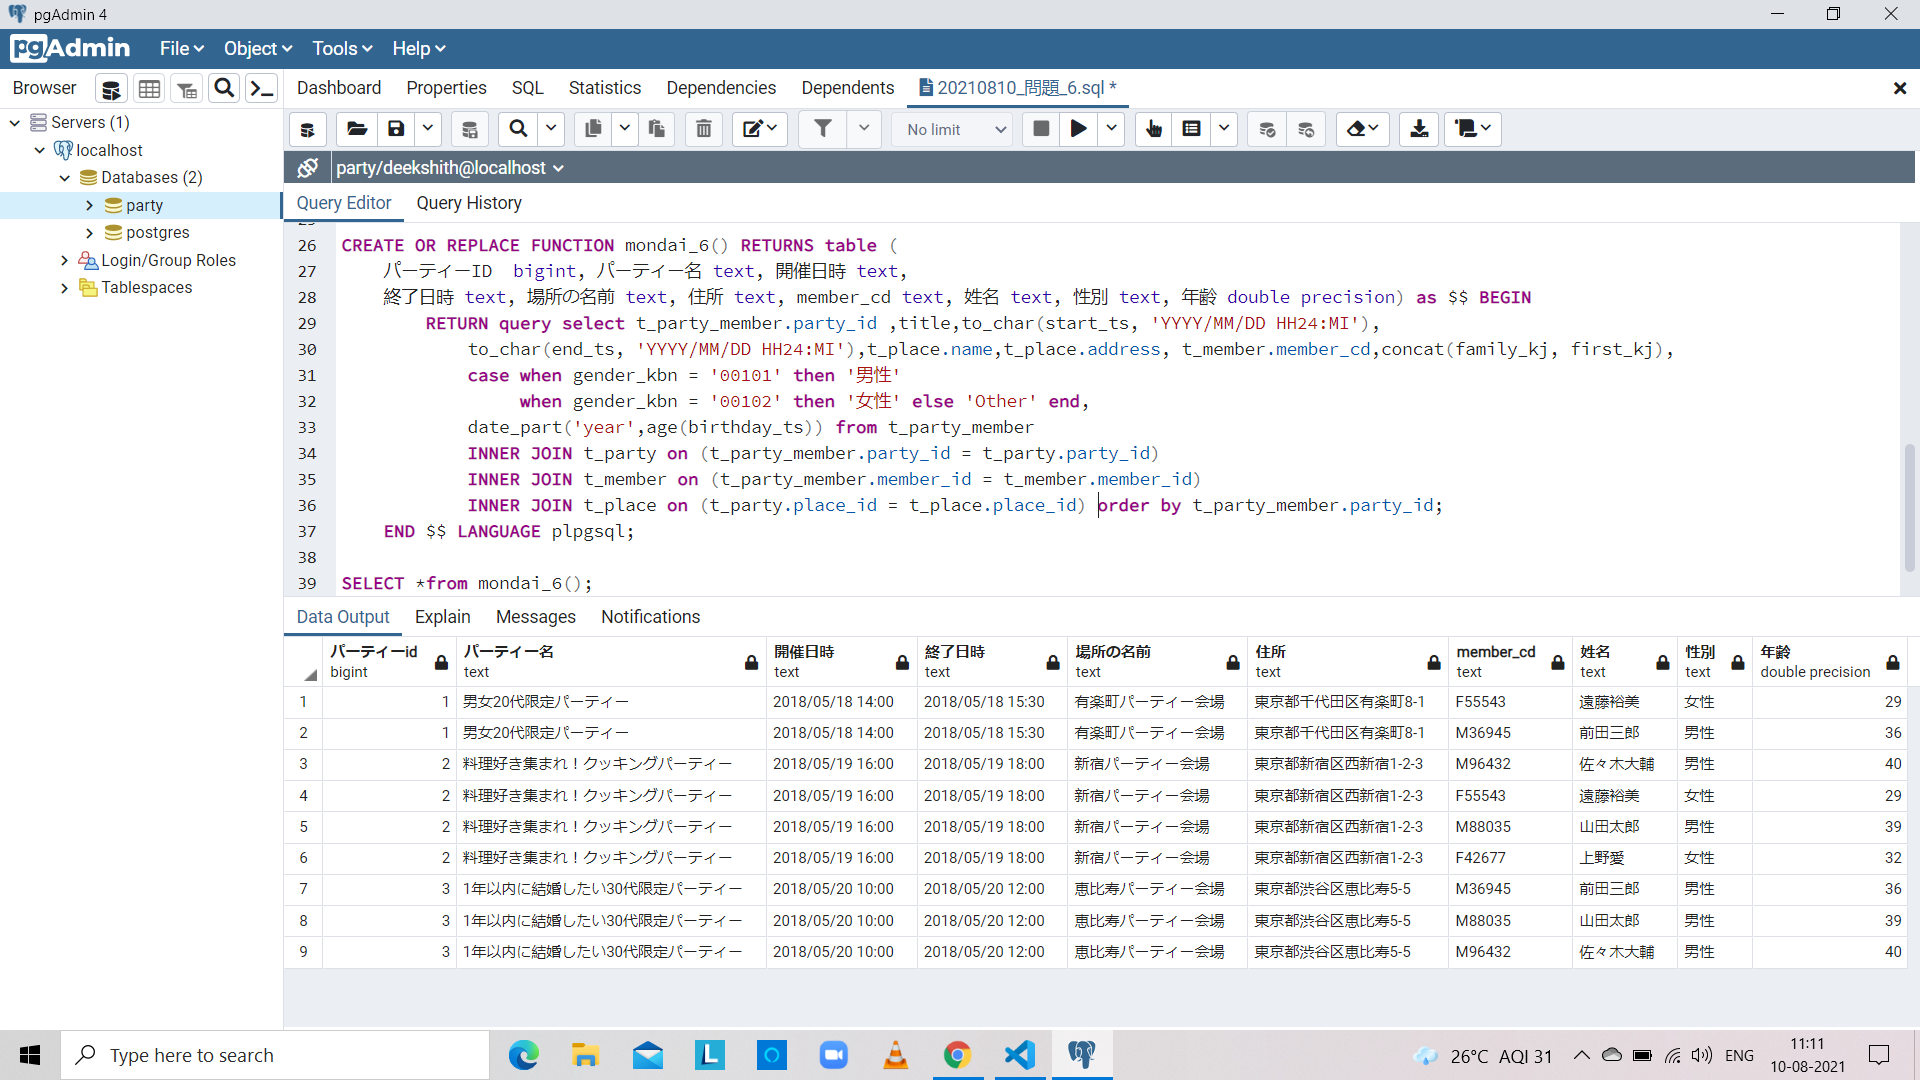 pgAdmin 4
pgAdmin File Object Tools Help
Browser
Dashboard Properties SQL Statistics Dependencies Dependents 20210810_問題_6.sql *
Servers (1)
localhost
Databases (2)
party
postgres
Login/Group Roles
Tablespaces
No limit
party/deekshith@localhost
Query Editor Query History
26 CREATE OR REPLACE FUNCTION mondai_6() RETURNS table (
27 パーティーID  bigint, パーティー名 text, 開催日時 text,
28 終了日時 text, 場所の名前 text, 住所 text, member_cd text, 姓名 text, 性別 text, 年齢 double precision) as $$ BEGIN
29 RETURN query select t_party_member.party_id ,title,to_char(start_ts, 'YYYY/MM/DD HH24:MI'),
30 to_char(end_ts, 'YYYY/MM/DD HH24:MI'),t_place.name,t_place.address, t_member.member_cd,concat(family_kj, first_kj),
31 case when gender_kbn = '00101' then '男性'
32 when gender_kbn = '00102' then '女性' else 'Other' end,
33 date_part('year',age(birthday_ts)) from t_party_member
34 INNER JOIN t_party on (t_party_member.party_id = t_party.party_id)
35 INNER JOIN t_member on (t_party_member.member_id = t_member.member_id)
36 INNER JOIN t_place on (t_party.place_id = t_place.place_id) order by t_party_member.party_id;
37 END $$ LANGUAGE plpgsql;
38
39 SELECT *from mondai_6();
Data Output Explain Messages Notifications
パーティーid パーティー名 開催日時 終了日時 場所の名前 住所 member_cd 姓名 性別 年齢
bigint text text text text text text text text double precision
1 1 男女20代限定パーティー 2018/05/18 14:00 2018/05/18 15:30 有楽町パーティー会場 東京都千代田区有楽町8-1 F55543 遠藤裕美 女性 29
2 1 男女20代限定パーティー 2018/05/18 14:00 2018/05/18 15:30 有楽町パーティー会場 東京都千代田区有楽町8-1 M36945 前田三郎 男性 36
3 2 料理好き集まれ！クッキングパーティー 2018/05/19 16:00 2018/05/19 18:00 新宿パーティー会場 東京都新宿区西新宿1-2-3 M96432 佐々木大輔 男性 40
4 2 料理好き集まれ！クッキングパーティー 2018/05/19 16:00 2018/05/19 18:00 新宿パーティー会場 東京都新宿区西新宿1-2-3 F55543 遠藤裕美 女性 29
5 2 料理好き集まれ！クッキングパーティー 2018/05/19 16:00 2018/05/19 18:00 新宿パーティー会場 東京都新宿区西新宿1-2-3 M88035 山田太郎 男性 39
6 2 料理好き集まれ！クッキングパーティー 2018/05/19 16:00 2018/05/19 18:00 新宿パーティー会場 東京都新宿区西新宿1-2-3 F42677 上野愛 女性 32
7 3 1年以内に結婚したい30代限定パーティー 2018/05/20 10:00 2018/05/20 12:00 恵比寿パーティー会場 東京都渋谷区恵比寿5-5 M36945 前田三郎 男性 36
8 3 1年以内に結婚したい30代限定パーティー 2018/05/20 10:00 2018/05/20 12:00 恵比寿パーティー会場 東京都渋谷区恵比寿5-5 M88035 山田太郎 男性 39
9 3 1年以内に結婚したい30代限定パーティー 2018/05/20 10:00 2018/05/20 12:00 恵比寿パーティー会場 東京都渋谷区恵比寿5-5 M96432 佐々木大輔 男性 40
Type here to search
26°C AQI 31 ENG
11:11
10-08-2021